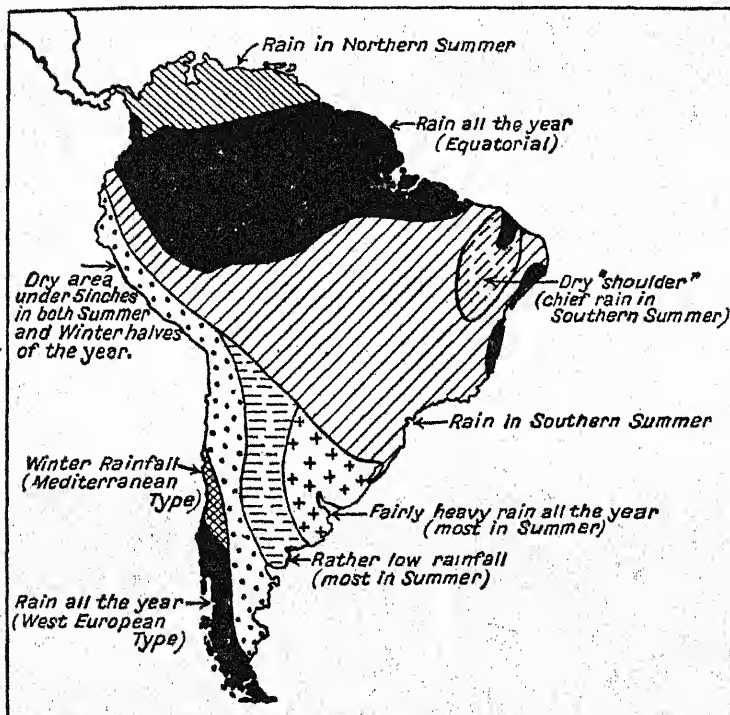 Rain in Northern Summer
Rain all the year
(Equatorial)
Dry area
under 5inches
in both Summer
and Winter halves
of the year.
Dry "shoulder"
(chief rain in
Southern Summer)
Rain in Southern Summer
Winter Rainfall
(Mediterranean
Type)
Fairly heavy rain all the year
(most in Summer)
Rather low rainfall
(most in Summer)
Rain all the year
(West European
Type)